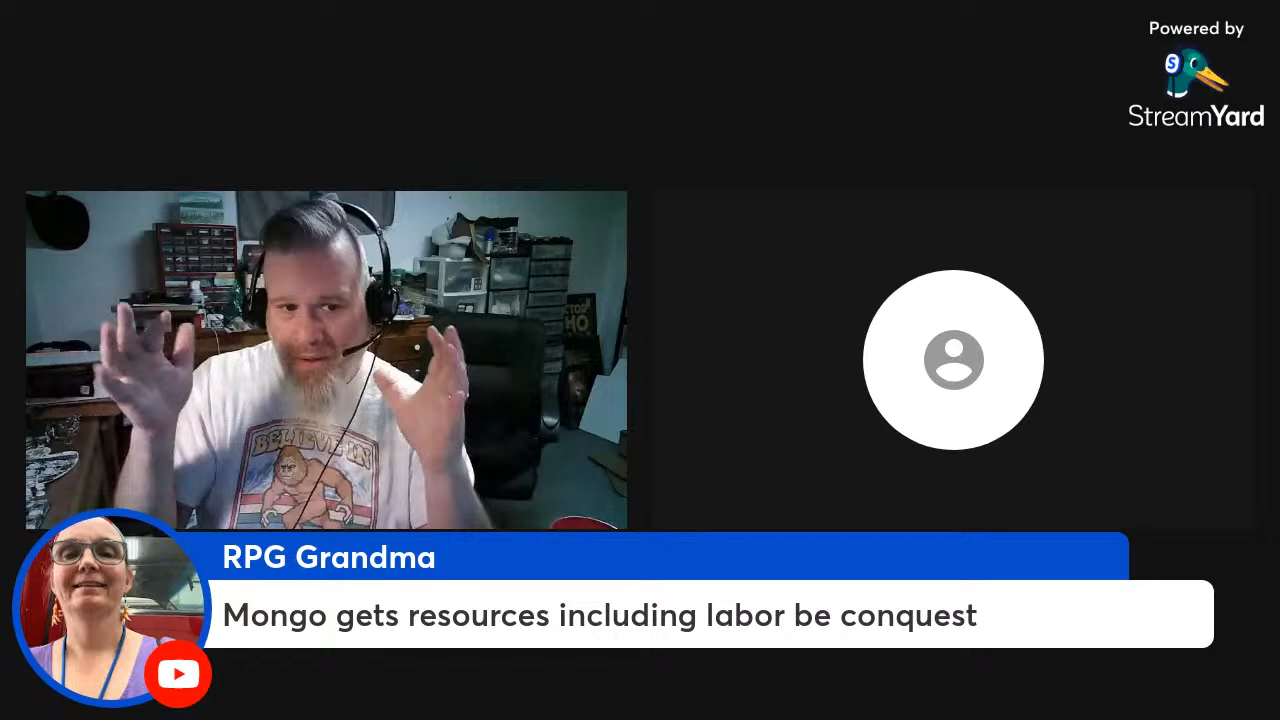 Powered by
S
StreamYard
BELIEVE IN
RPG Grandma
Mongo gets resources including labor be conquest